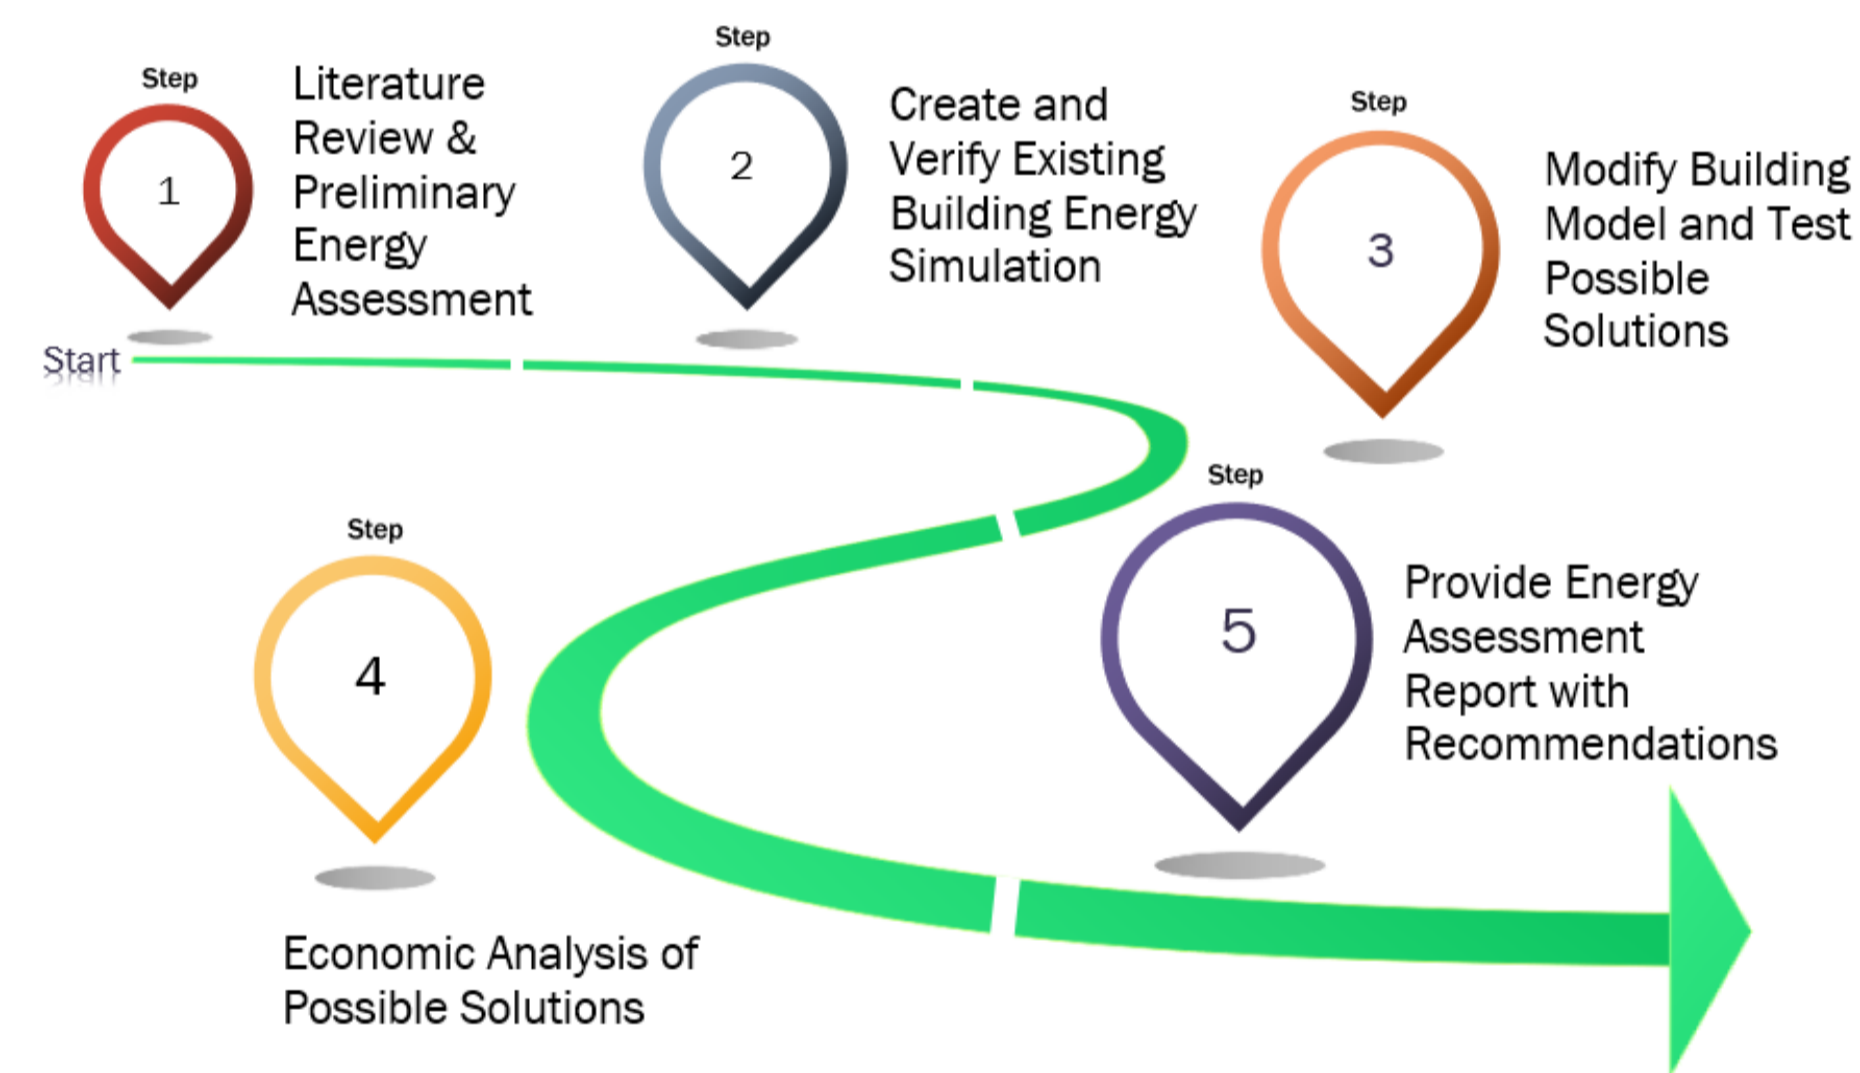 Step
1
Literature
Review &
Preliminary
Energy
Assessment
Step
2
Create and
Verify Existing
Building Energy
Simulation
Step
3
Modify Building
Model and Test
Possible
Solutions
Start
Step
4
Economic Analysis of
Possible Solutions
Step
5
Provide Energy
Assessment
Report with
Recommendations